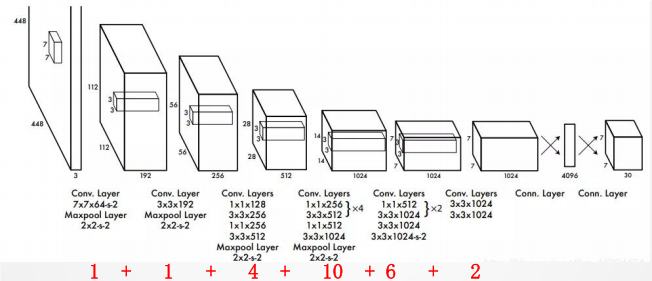 448
7
7
448
3
112
3
3
112
192
56
3
3
56
256
28
3
3
28
512
14
3
3
14
1024
7
3
3
7
1024
7
7
1024
4096
7
7
30
Conv. Layer
7x7x64-s-2
Maxpool Layer
2x2-s-2
Conv. Layer
3x3x192
Maxpool Layer
2x2-s-2
Conv. Layers
1x1x128
3x3x256
1x1x256
3x3x512
Maxpool Layer
2x2-s-2
Conv. Layers
1x1x256
3x3x512 }×4
1x1x512
3x3x1024
Maxpool Layer
2x2-s-2
Conv. Layers
1x1x512
3x3x1024 }×2
3x3x1024
3x3x1024-s-2
Conv. Layers
3x3x1024
3x3x1024
Conn. Layer
Conn. Layer
1 + 1 + 4 + 10 + 6 + 2